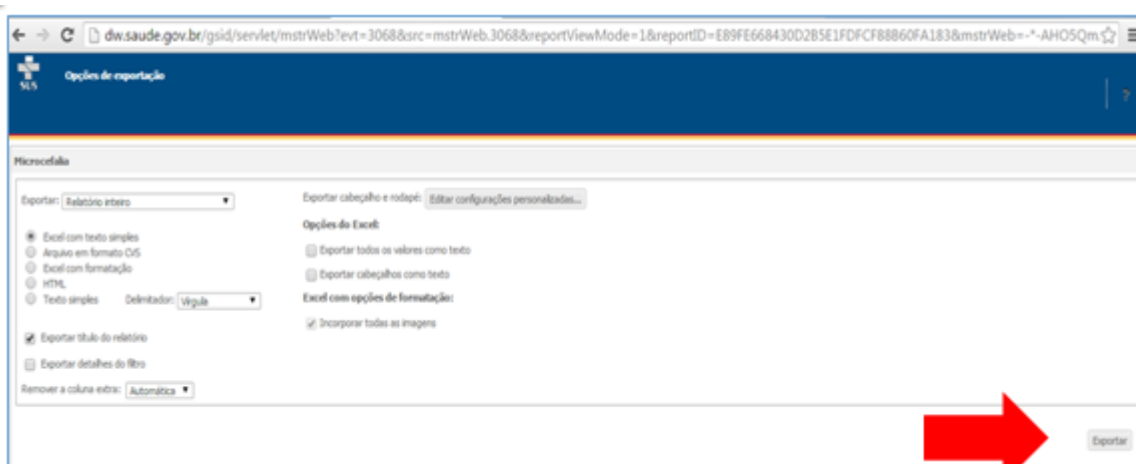 dw.saude.gov.br/gsid/servlet/mstrWeb?evt=3068&src=mstrWeb.3068&reportViewMode=1&reportID=E89FE668430D2B5E1FDFCF88860FA183&mstrWeb=-*-AHO5Qm
SUS
Opções de exportação
?
Microcefalia
Exportar: Relatório inteiro
Exportar cabeçalho e rodapé: Editar configurações personalizadas...
Opções do Excel:
Excel com texto simples
Exportar todos os valores como texto
Arquivo em formato CVS
Excel com formatação
Exportar cabeçalhos como texto
HTML
Texto simples Delimitador: Vírgula
Excel com opções de formatação:
Incorporar todas as imagens
Exportar título do relatório
Exportar detalhes do filtro
Remover a coluna extra: Automática
Exportar